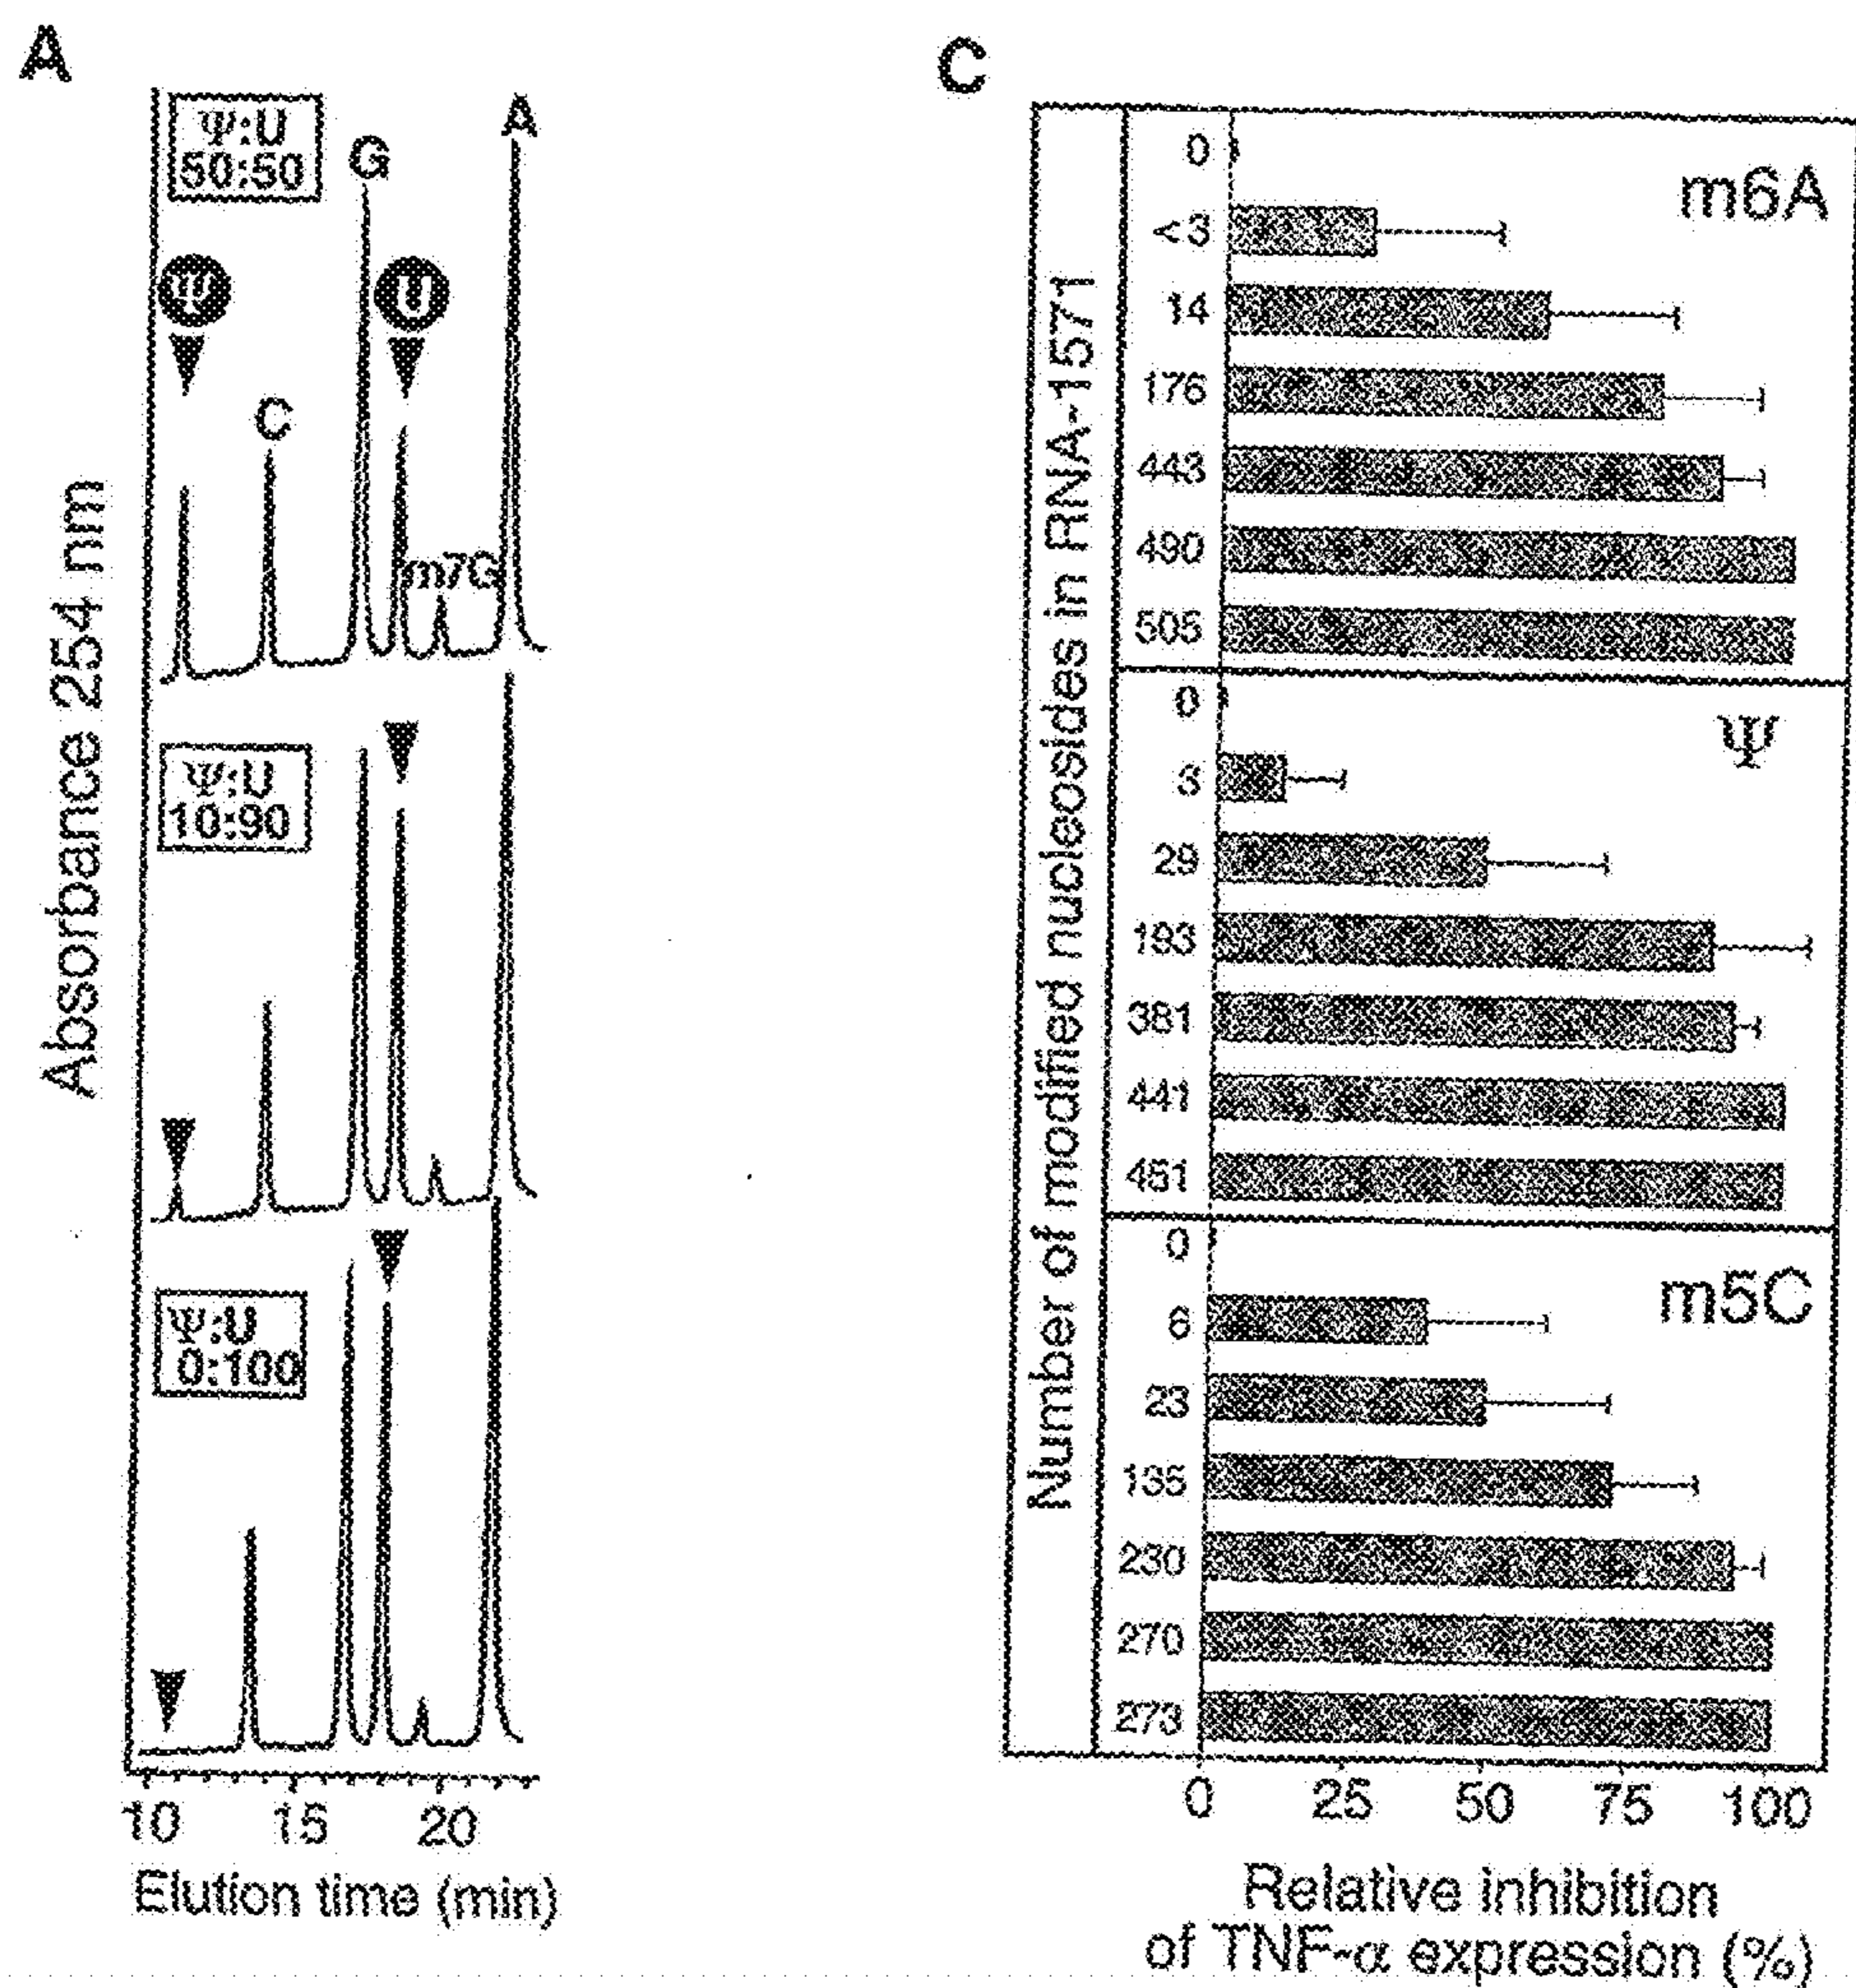 A
Ψ:U
50:50
G
A
Ψ
U
C
m7G
Ψ:U
10:90
Ψ:U
0:100
Absorbance 254 nm
10 15 20
Elution time (min)
C
Number of modified nucleosides in RNA-1571
m6A
0
<3
14
176
443
490
505
Ψ
0
3
29
193
381
441
451
m5C
0
6
23
135
230
270
273
0 25 50 75 100
Relative inhibition
of TNF-α expression (%)